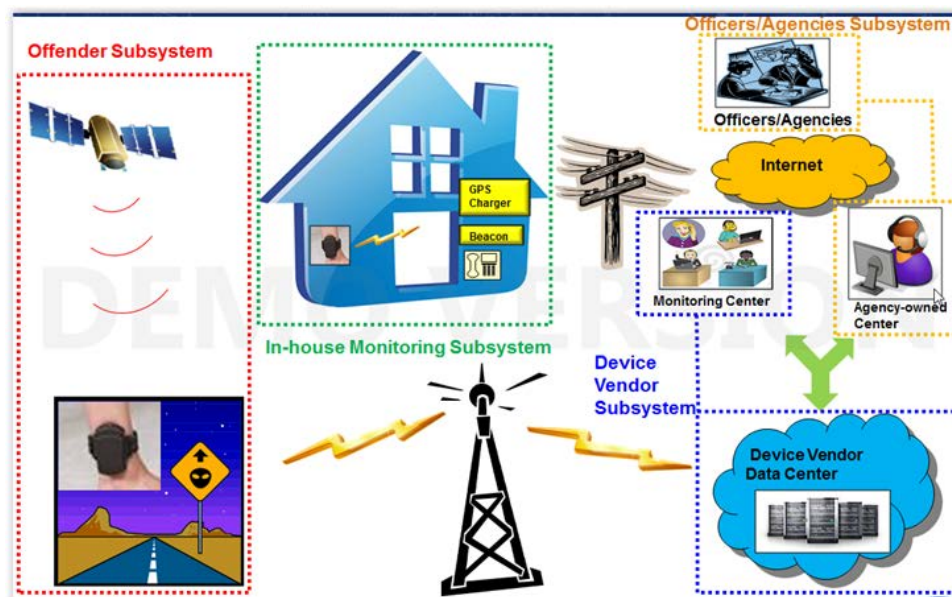 Officers/Agencies Subsystem
Offender Subsystem
Officers/Agencies
Internet
GPS
Charger
Beacon
Monitoring Center
Agency-owned
Center
In-house Monitoring Subsystem
Device
Vendor
Subsystem
Device Vendor
Data Center
DEMO VERSION